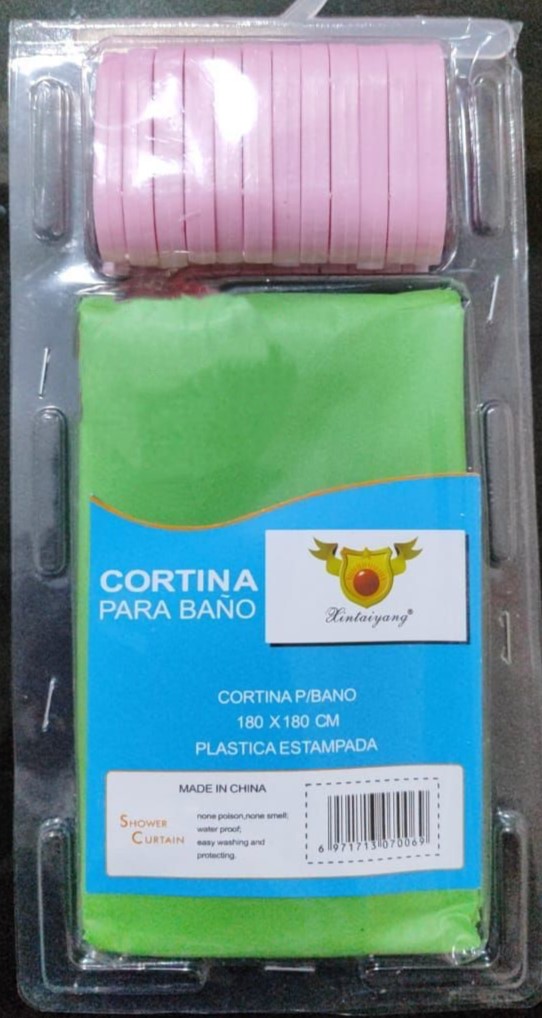 CORTINA
PARA BAÑO
Xintaiyang®
CORTINA P/BANO
180 X 180 CM
PLASTICA ESTAMPADA
MADE IN CHINA
SHOWER
CURTAIN
none poison,none smell;
water proof;
easy washing and
protecting.
6 971713 070069